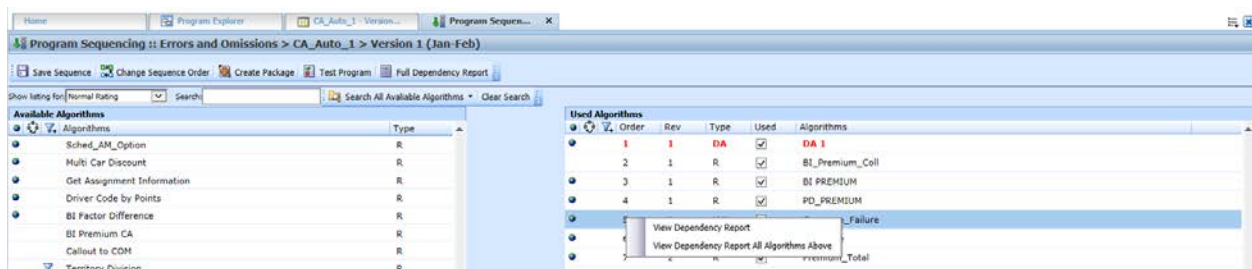 Home
Program Explorer
CA_Auto_1 - Version...
Program Sequen... X
Program Sequencing :: Errors and Omissions > CA_Auto_1 > Version 1 (Jan-Feb)
Save Sequence Change Sequence Order Create Package Test Program Full Dependency Report
Show listing for: Normal Rating Search: Search All Available Algorithms Clear Search
Available Algorithms
Algorithms Type
Sched_AM_Option R
Multi Car Discount R
Get Assignment Information R
Driver Code by Points R
BI Factor Difference R
BI Premium CA R
Callout to COM R
Territory Division R
Used Algorithms
Order Rev Type Used Algorithms
1 1 DA DA 1
2 1 R BI_Premium_Coll
3 1 R BI PREMIUM
4 1 R PD_PREMIUM
_Failure
View Dependency Report
View Dependency Report All Algorithms Above
Premium_Total